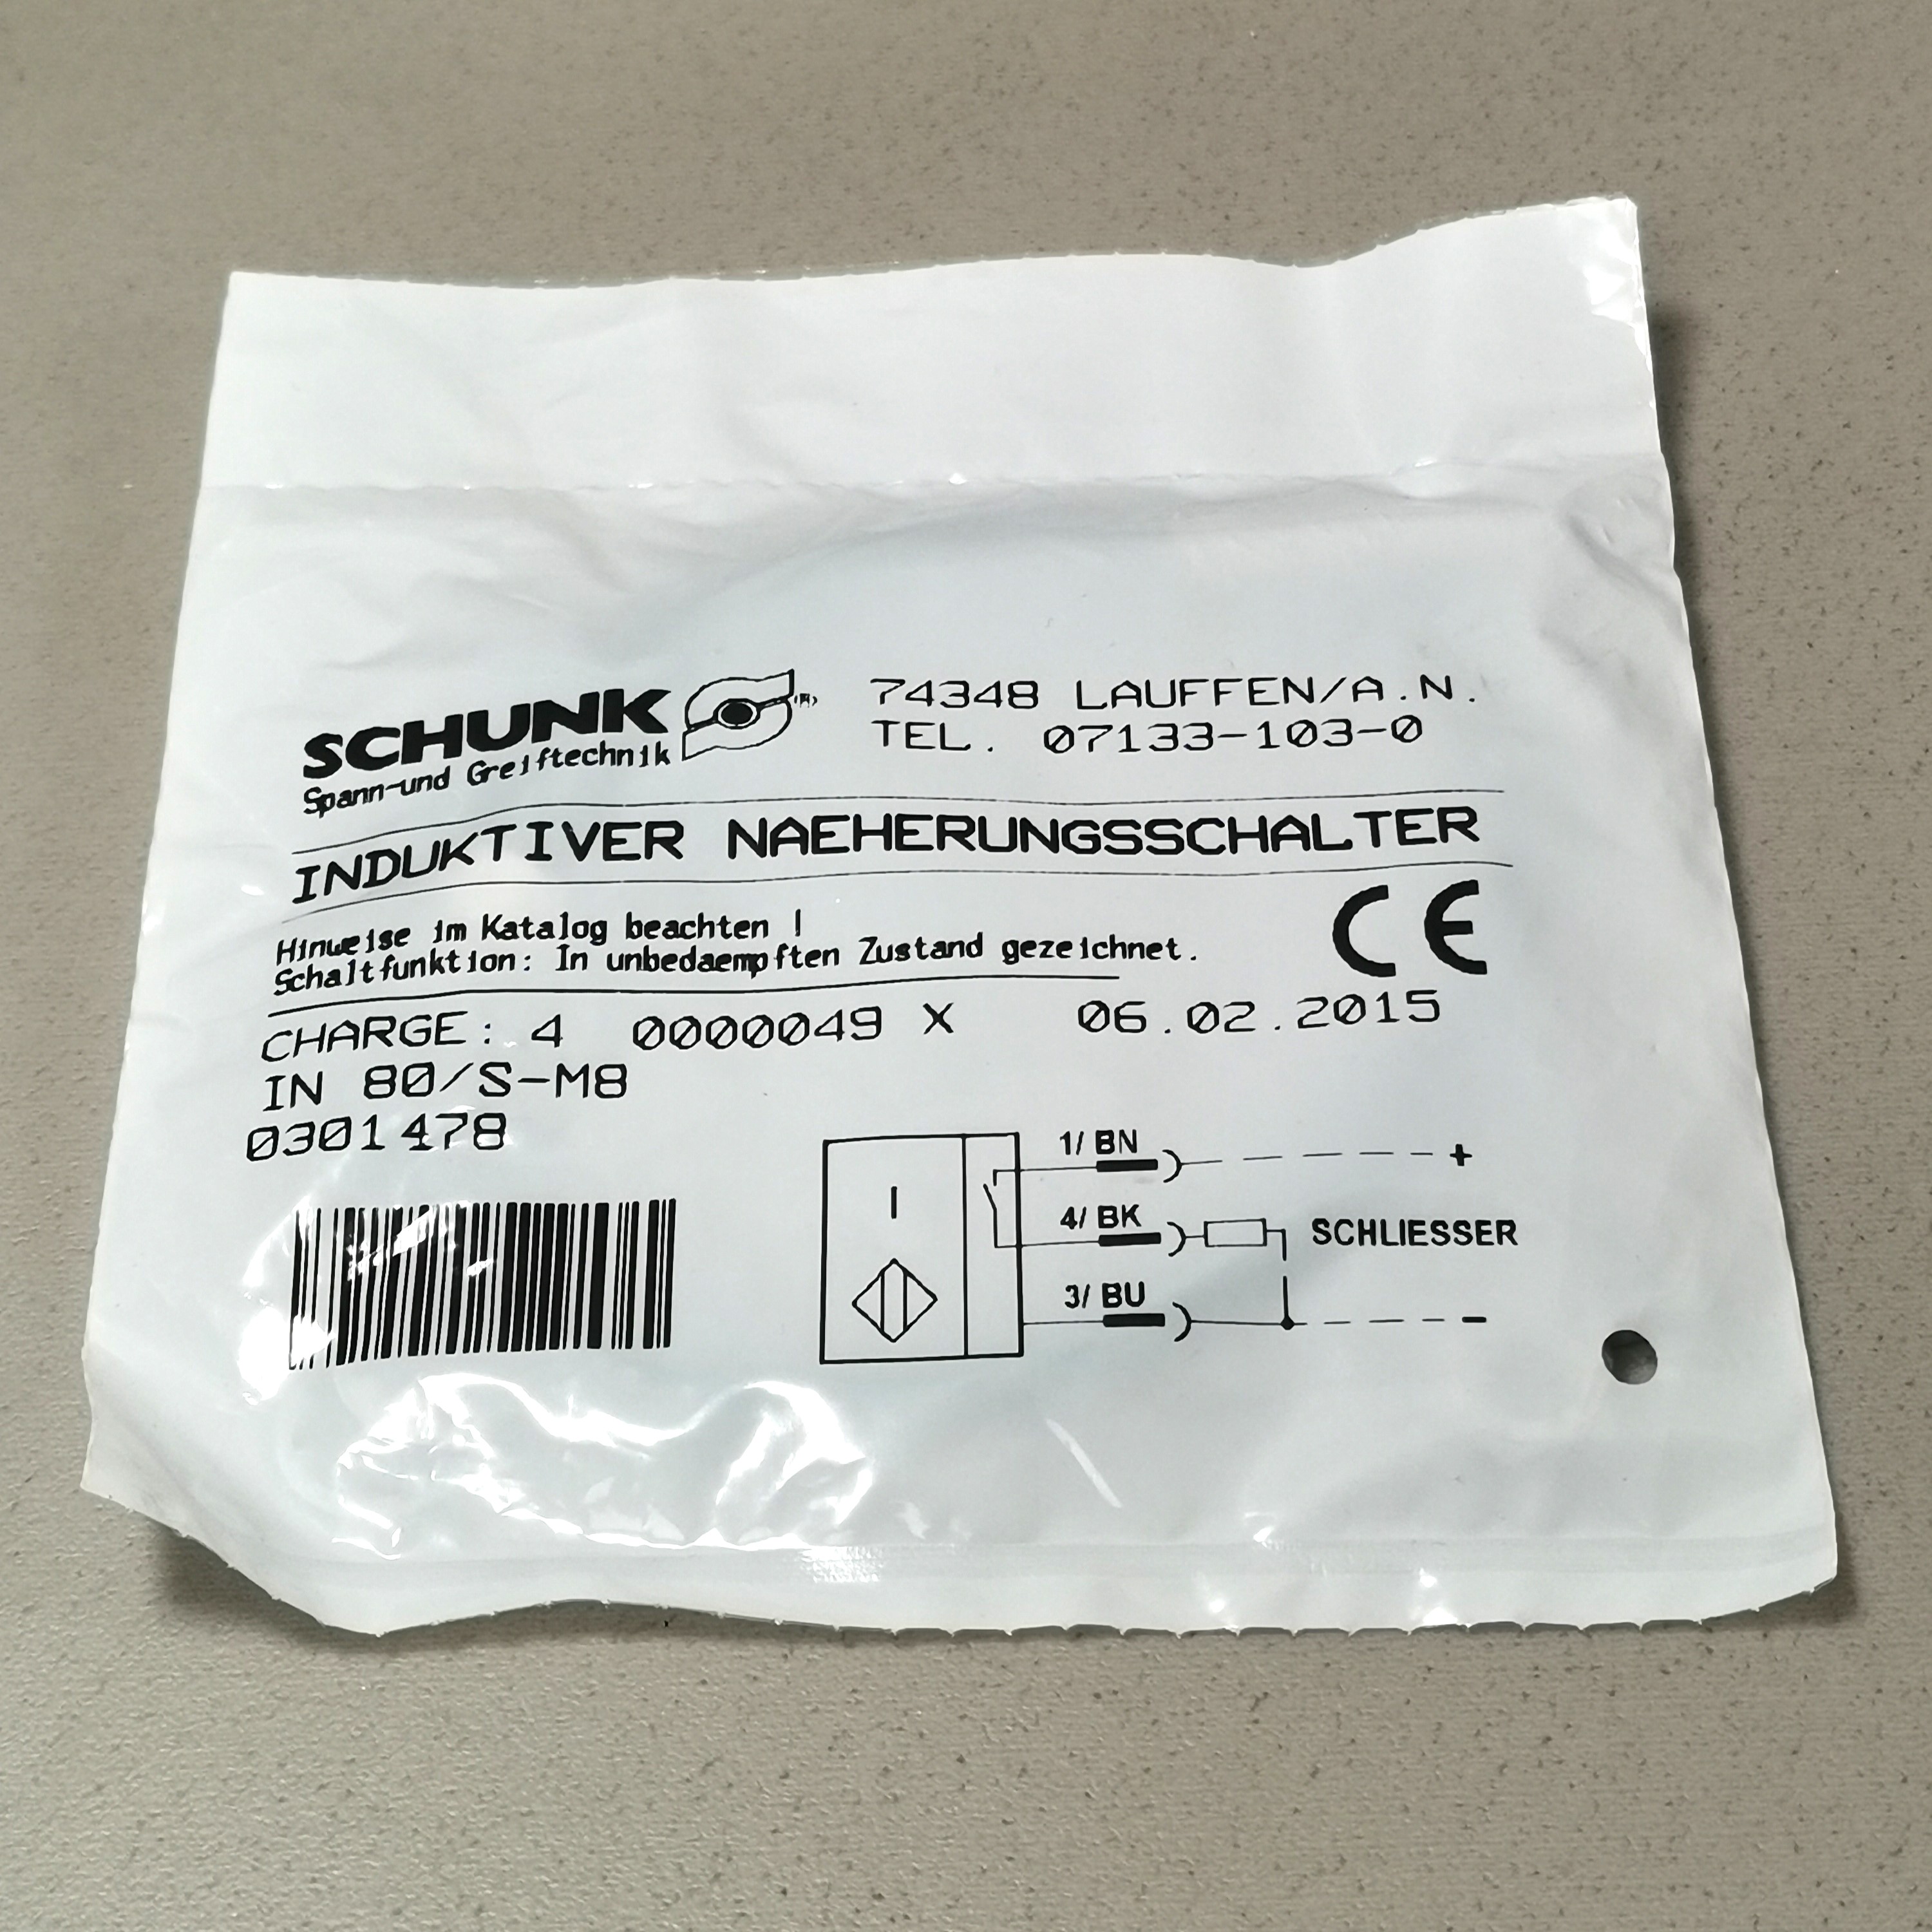 SCHUNK (R)
Spann-und Greiftechnik
74348 LAUFFEN/A.N.
TEL. 07133-103-0
INDUKTIVER NAEHERUNGSSCHALTER
Hinweise im Katalog beachten !
Schaltfunktion: In unbedaempften Zustand gezeichnet.
CE
CHARGE: 4 0000049 X 06.02.2015
IN 80/S-M8
0301478
I
1/ BN +
4/ BK SCHLIESSER
3/ BU -